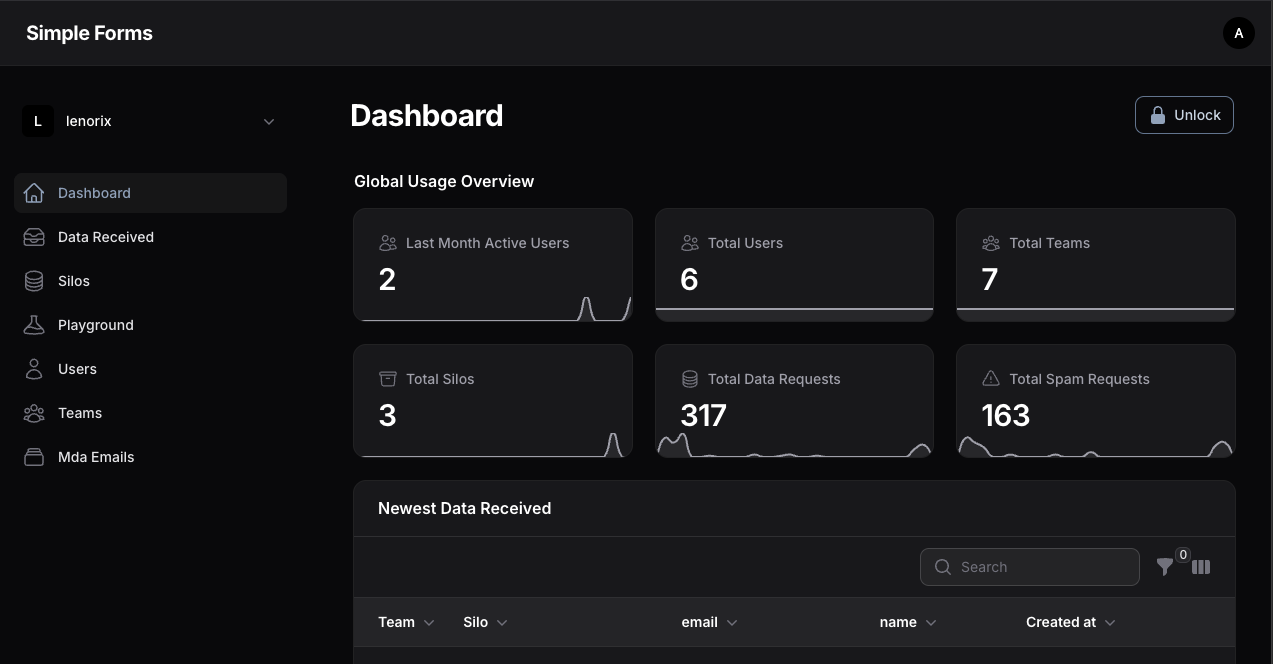 Simple Forms
A
L
lenorix
Dashboard
Data Received
Silos
Playground
Users
Teams
Mda Emails
Dashboard
Unlock
Global Usage Overview
Last Month Active Users
2
Total Users
6
Total Teams
7
Total Silos
3
Total Data Requests
317
Total Spam Requests
163
Newest Data Received
Search
0
Team Silo email name Created at